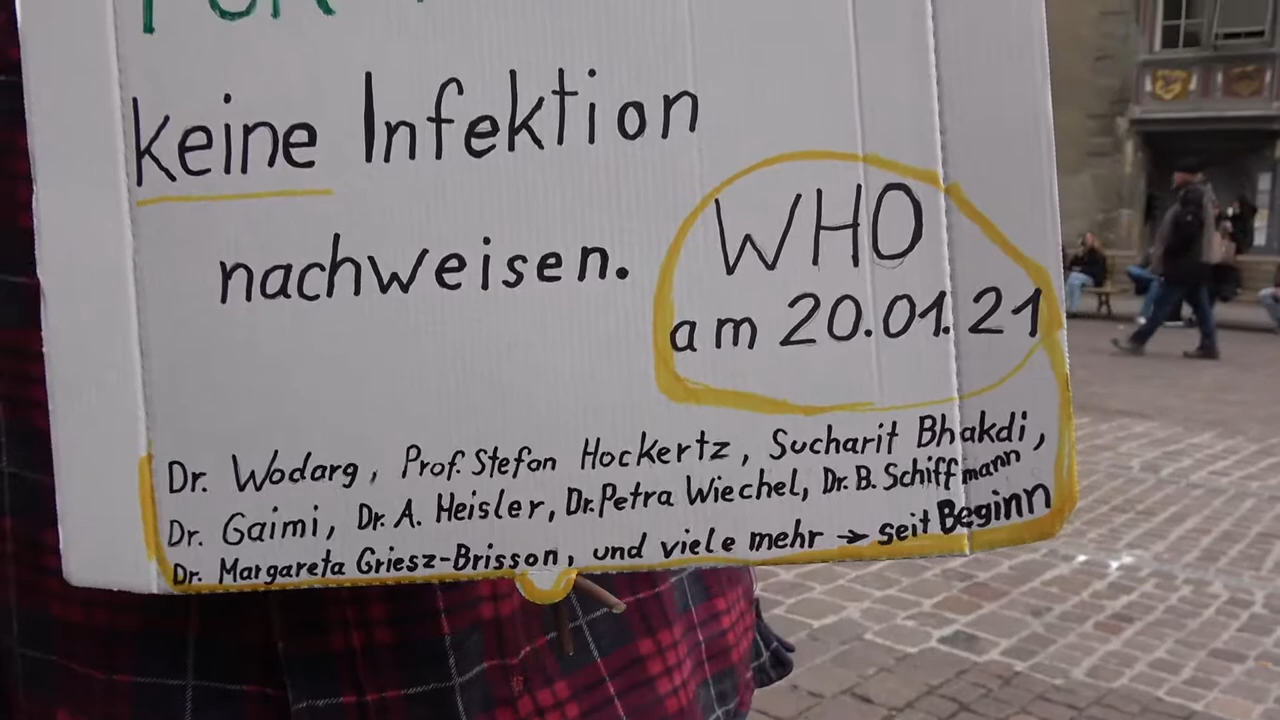 keine Infektion
nachweisen.
WHO
am 20.01.21
Dr. Wodarg, Prof. Stefan Hockertz, Sucharit Bhakdi,
Dr. Gaimi, Dr. A. Heisler, Dr. Petra Wiechel, Dr. B. Schiffmann
Dr. Margareta Griesz-Brisson, und viele mehr → seit Beginn